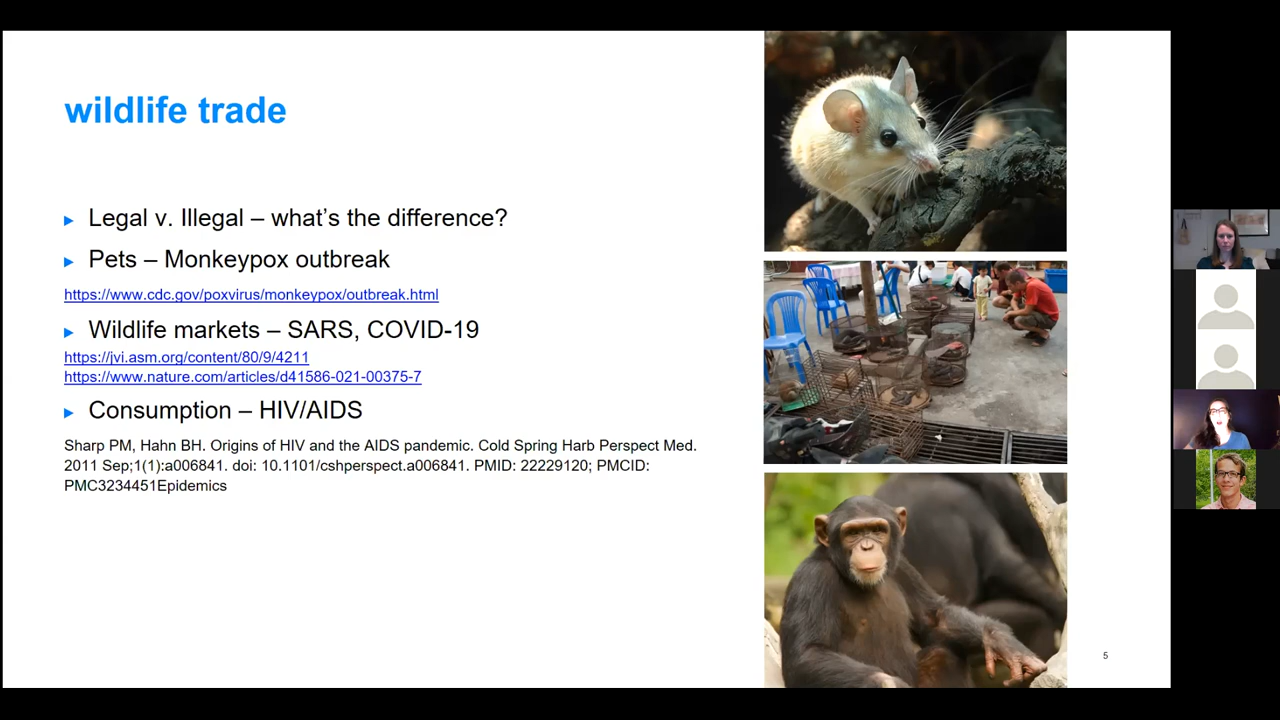 wildlife trade
Legal v. Illegal – what's the difference?
Pets – Monkeypox outbreak
https://www.cdc.gov/poxvirus/monkeypox/outbreak.html
Wildlife markets – SARS, COVID-19
https://jvi.asm.org/content/80/9/4211
https://www.nature.com/articles/d41586-021-00375-7
Consumption – HIV/AIDS
Sharp PM, Hahn BH. Origins of HIV and the AIDS pandemic. Cold Spring Harb Perspect Med.
2011 Sep;1(1):a006841. doi: 10.1101/cshperspect.a006841. PMID: 22229120; PMCID:
PMC3234451Epidemics
5